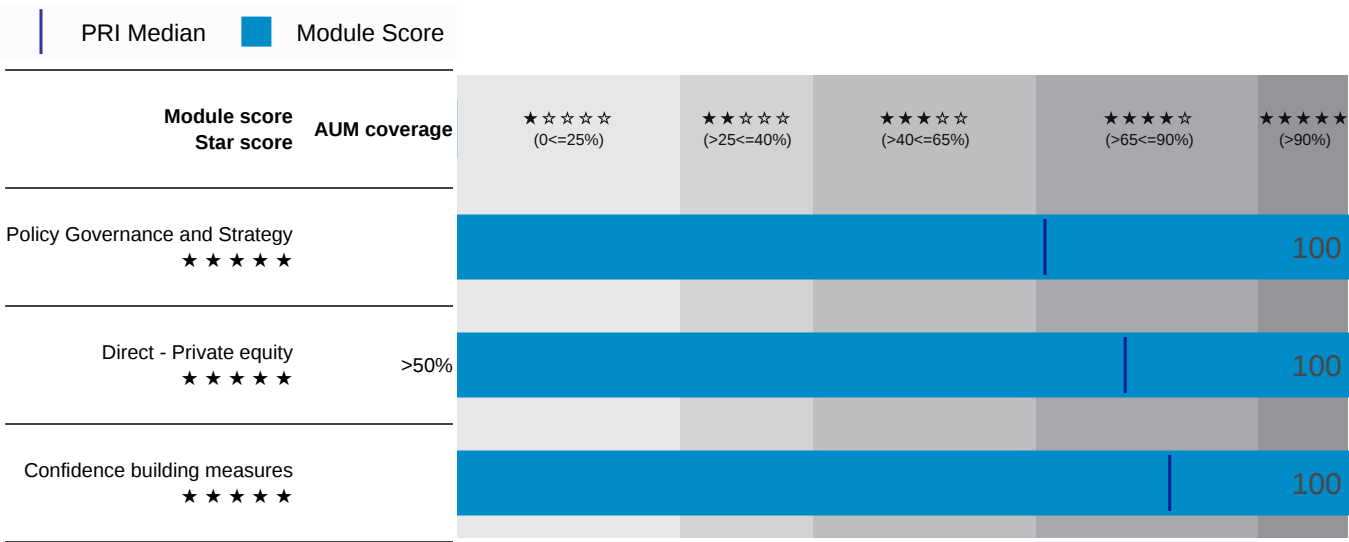 PRI Median Module Score
Module score
Star score
AUM coverage
★☆☆☆☆
(0<=25%)
★★☆☆☆
(>25<=40%)
★★★☆☆
(>40<=65%)
★★★★☆
(>65<=90%)
★★★★★
(>90%)
Policy Governance and Strategy
★★★★★
100
Direct - Private equity
★★★★★
>50%
100
Confidence building measures
★★★★★
100